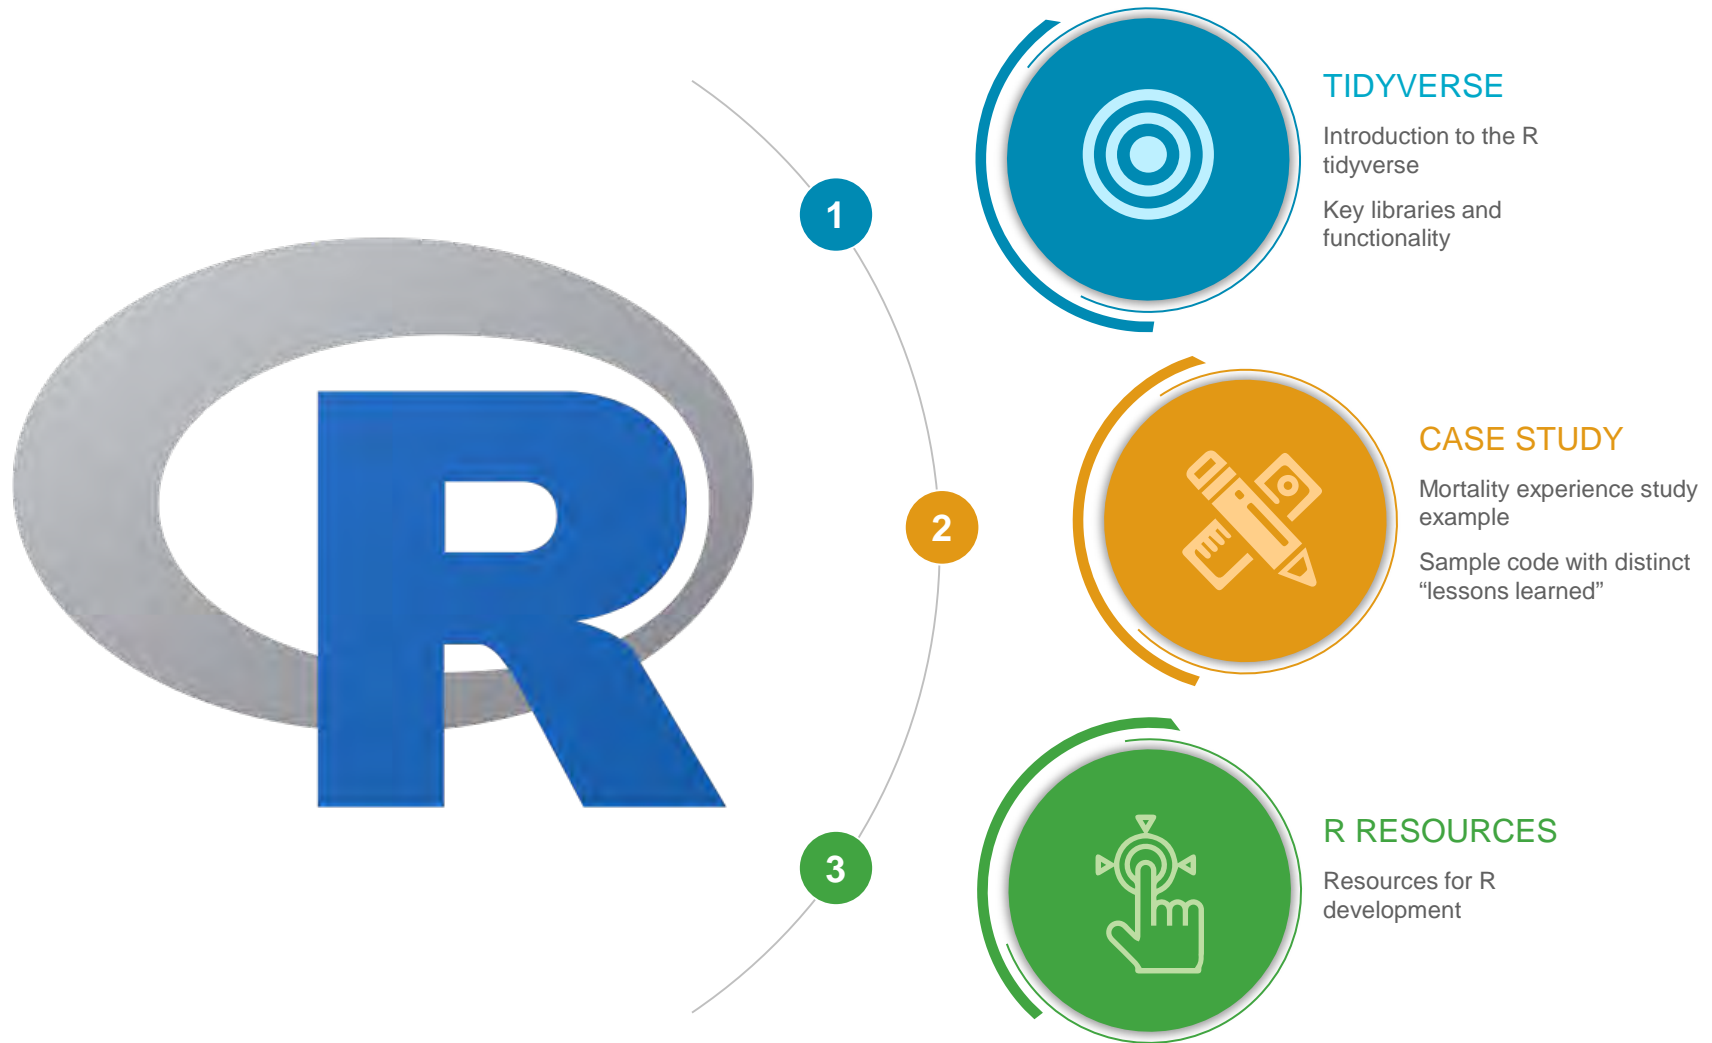 R
1
TIDYVERSE
Introduction to the R
tidyverse
Key libraries and
functionality
2
CASE STUDY
Mortality experience study
example
Sample code with distinct
“lessons learned”
3
R RESOURCES
Resources for R
development